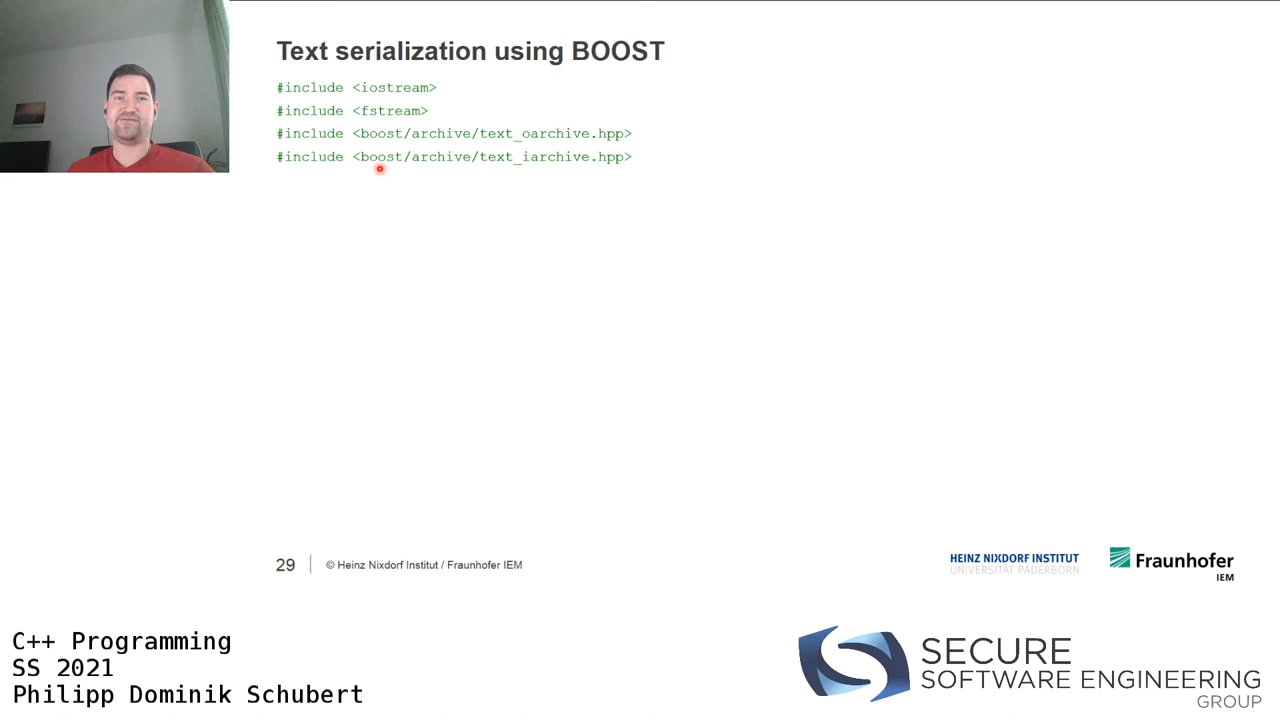 Text serialization using BOOST
#include <iostream>
#include <fstream>
#include <boost/archive/text_oarchive.hpp>
#include <boost/archive/text_iarchive.hpp>
29
© Heinz Nixdorf Institut / Fraunhofer IEM
HEINZ NIXDORF INSTITUT
UNIVERSITÄT PADERBORN
Fraunhofer
IEM
C++ Programming
SS 2021
Philipp Dominik Schubert
SECURE
SOFTWARE ENGINEERING
GROUP